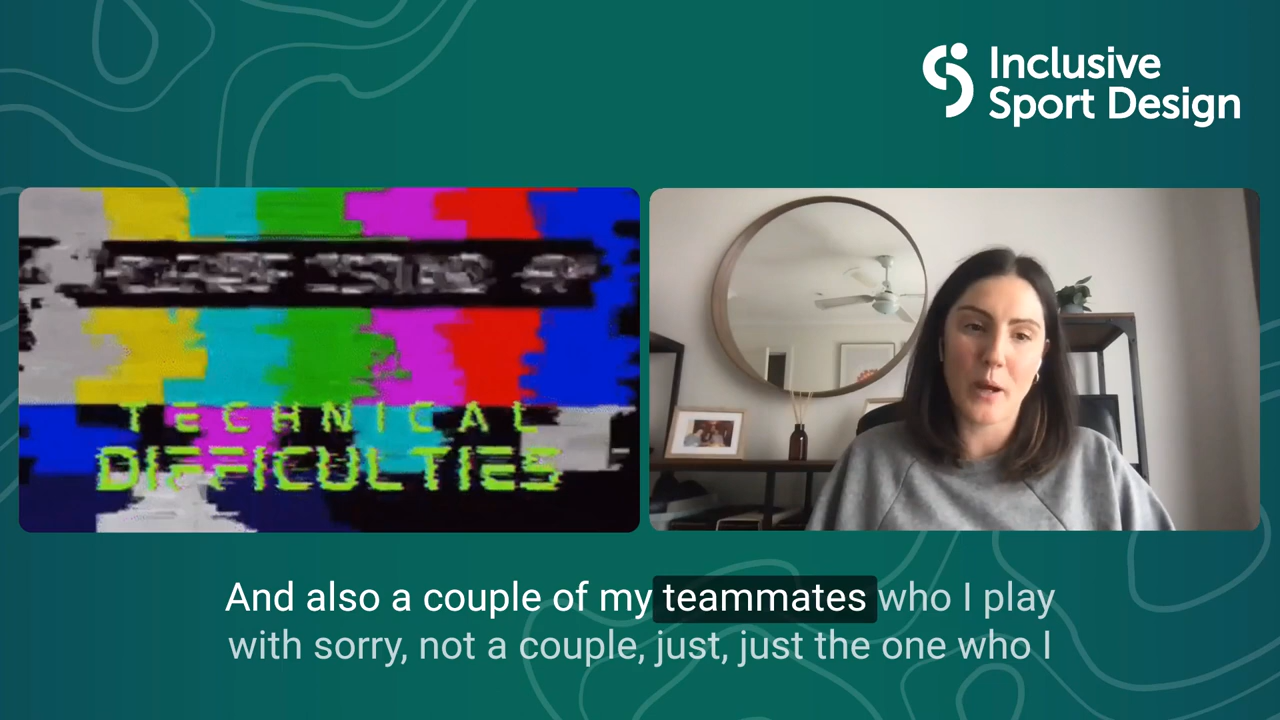 Inclusive
Sport Design
TECHNICAL
DIFFICULTIES
And also a couple of my teammates who I play
with sorry, not a couple, just, just the one who I